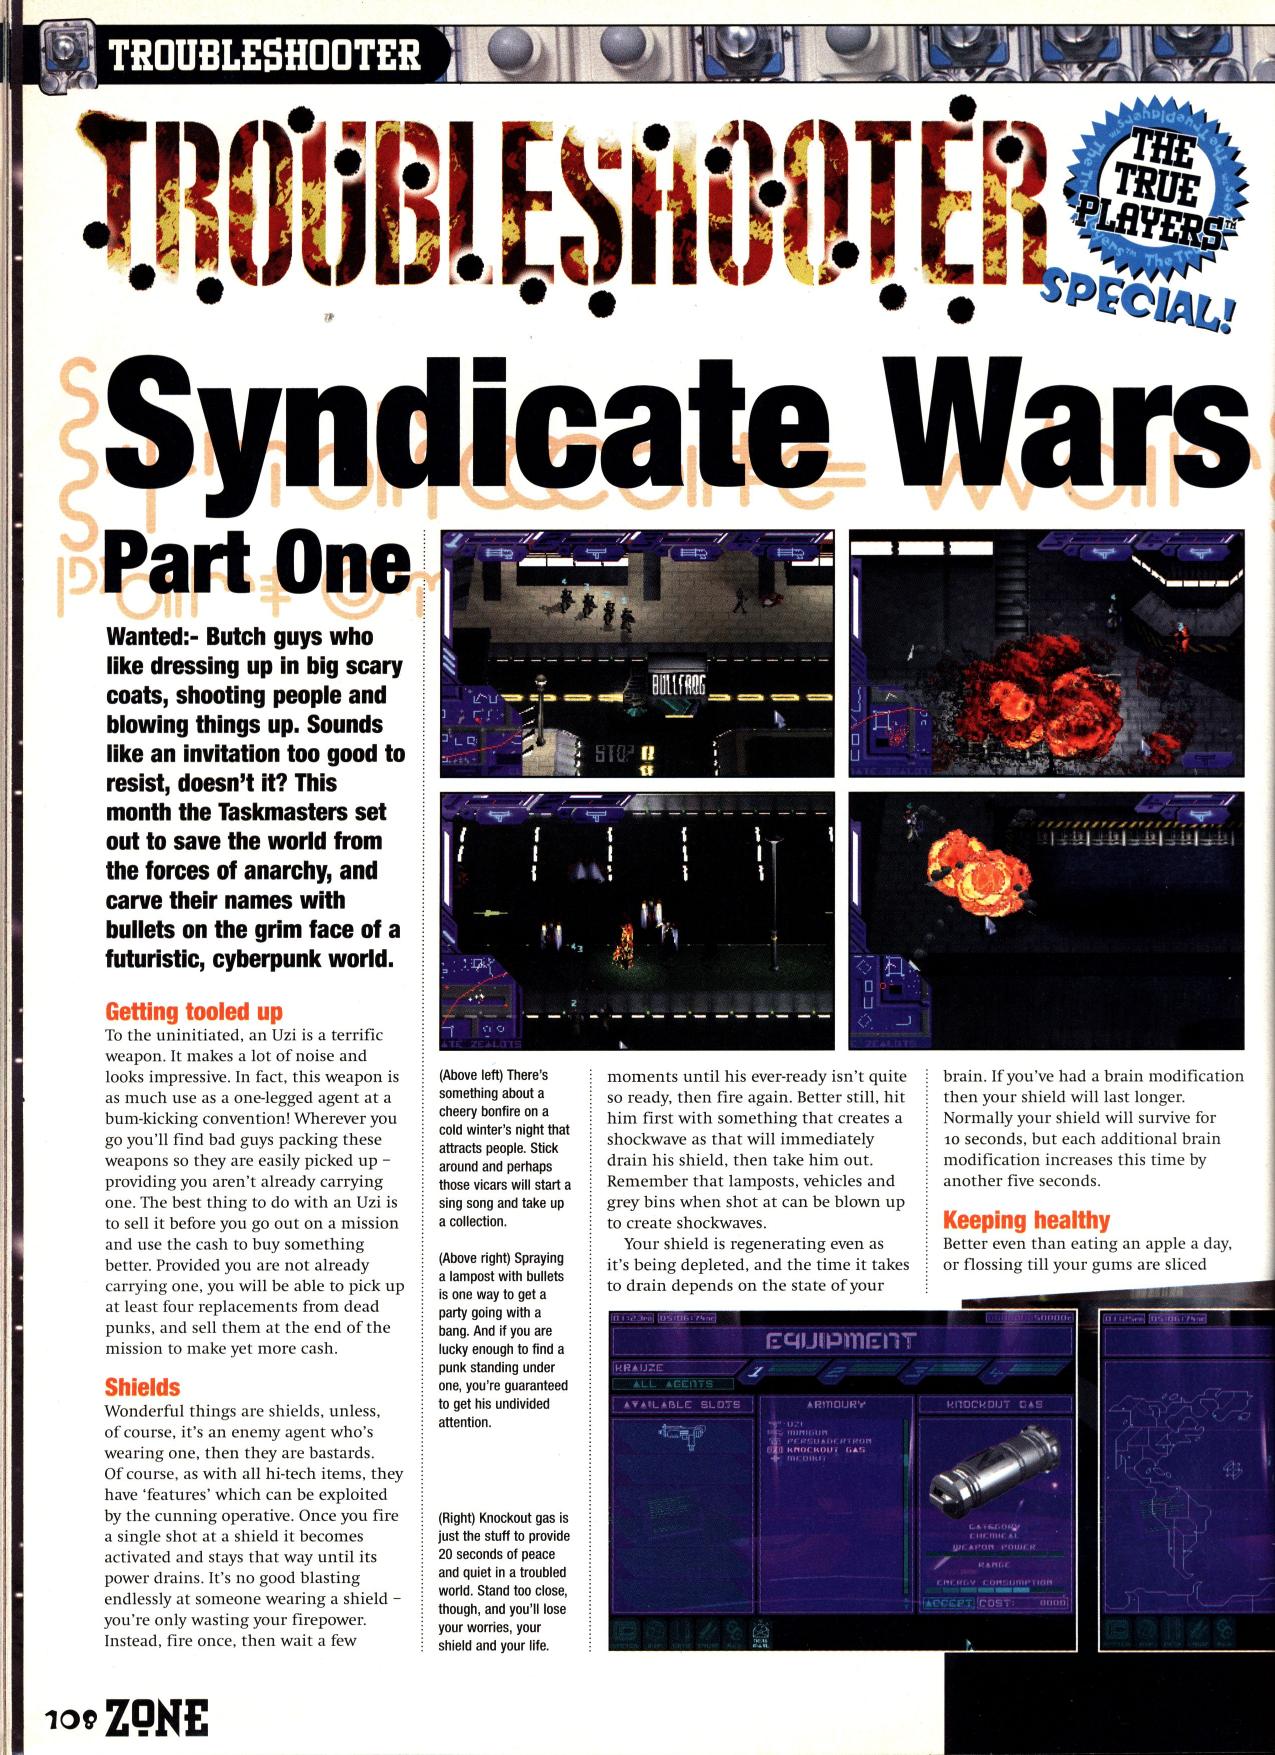 TROUBLESHOOTER
TROUBLESHOOTER
THE
TRUE
PLAYERS™
SPECIAL!
Syndicate Wars
Part One
Wanted:- Butch guys who
like dressing up in big scary
coats, shooting people and
blowing things up. Sounds
like an invitation too good to
resist, doesn't it? This
month the Taskmasters set
out to save the world from
the forces of anarchy, and
carve their names with
bullets on the grim face of a
futuristic, cyberpunk world.
Getting tooled up
To the uninitiated, an Uzi is a terrific
weapon. It makes a lot of noise and
looks impressive. In fact, this weapon is
as much use as a one-legged agent at a
bum-kicking convention! Wherever you
go you'll find bad guys packing these
weapons so they are easily picked up –
providing you aren't already carrying
one. The best thing to do with an Uzi is
to sell it before you go out on a mission
and use the cash to buy something
better. Provided you are not already
carrying one, you will be able to pick up
at least four replacements from dead
punks, and sell them at the end of the
mission to make yet more cash.
Shields
Wonderful things are shields, unless,
of course, it's an enemy agent who's
wearing one, then they are bastards.
Of course, as with all hi-tech items, they
have 'features' which can be exploited
by the cunning operative. Once you fire
a single shot at a shield it becomes
activated and stays that way until its
power drains. It's no good blasting
endlessly at someone wearing a shield –
you're only wasting your firepower.
Instead, fire once, then wait a few
BULLFROG
STOP
(Above left) There's
something about a
cheery bonfire on a
cold winter's night that
attracts people. Stick
around and perhaps
those vicars will start a
sing song and take up
a collection.
(Above right) Spraying
a lampost with bullets
is one way to get a
party going with a
bang. And if you are
lucky enough to find a
punk standing under
one, you're guaranteed
to get his undivided
attention.
(Right) Knockout gas is
just the stuff to provide
20 seconds of peace
and quiet in a troubled
world. Stand too close,
though, and you'll lose
your worries, your
shield and your life.
moments until his ever-ready isn't quite
so ready, then fire again. Better still, hit
him first with something that creates a
shockwave as that will immediately
drain his shield, then take him out.
Remember that lamposts, vehicles and
grey bins when shot at can be blown up
to create shockwaves.
Your shield is regenerating even as
it's being depleted, and the time it takes
to drain depends on the state of your
brain. If you've had a brain modification
then your shield will last longer.
Normally your shield will survive for
10 seconds, but each additional brain
modification increases this time by
another five seconds.
Keeping healthy
Better even than eating an apple a day,
or flossing till your gums are sliced
EQUIPMENT
KRAUZE
ALL AGENTS
1 2 3 4
AVAILABLE SLOTS
ARMOURY
UZI
MINIGUN
PERSUADERTRON
KNOCKOUT GAS
MEDIKIT
KNOCKOUT GAS
CATEGORY
CHEMICAL
WEAPON POWER
RANGE
ENERGY CONSUMPTION
ACCEPT COST: 0000
108 ZONE